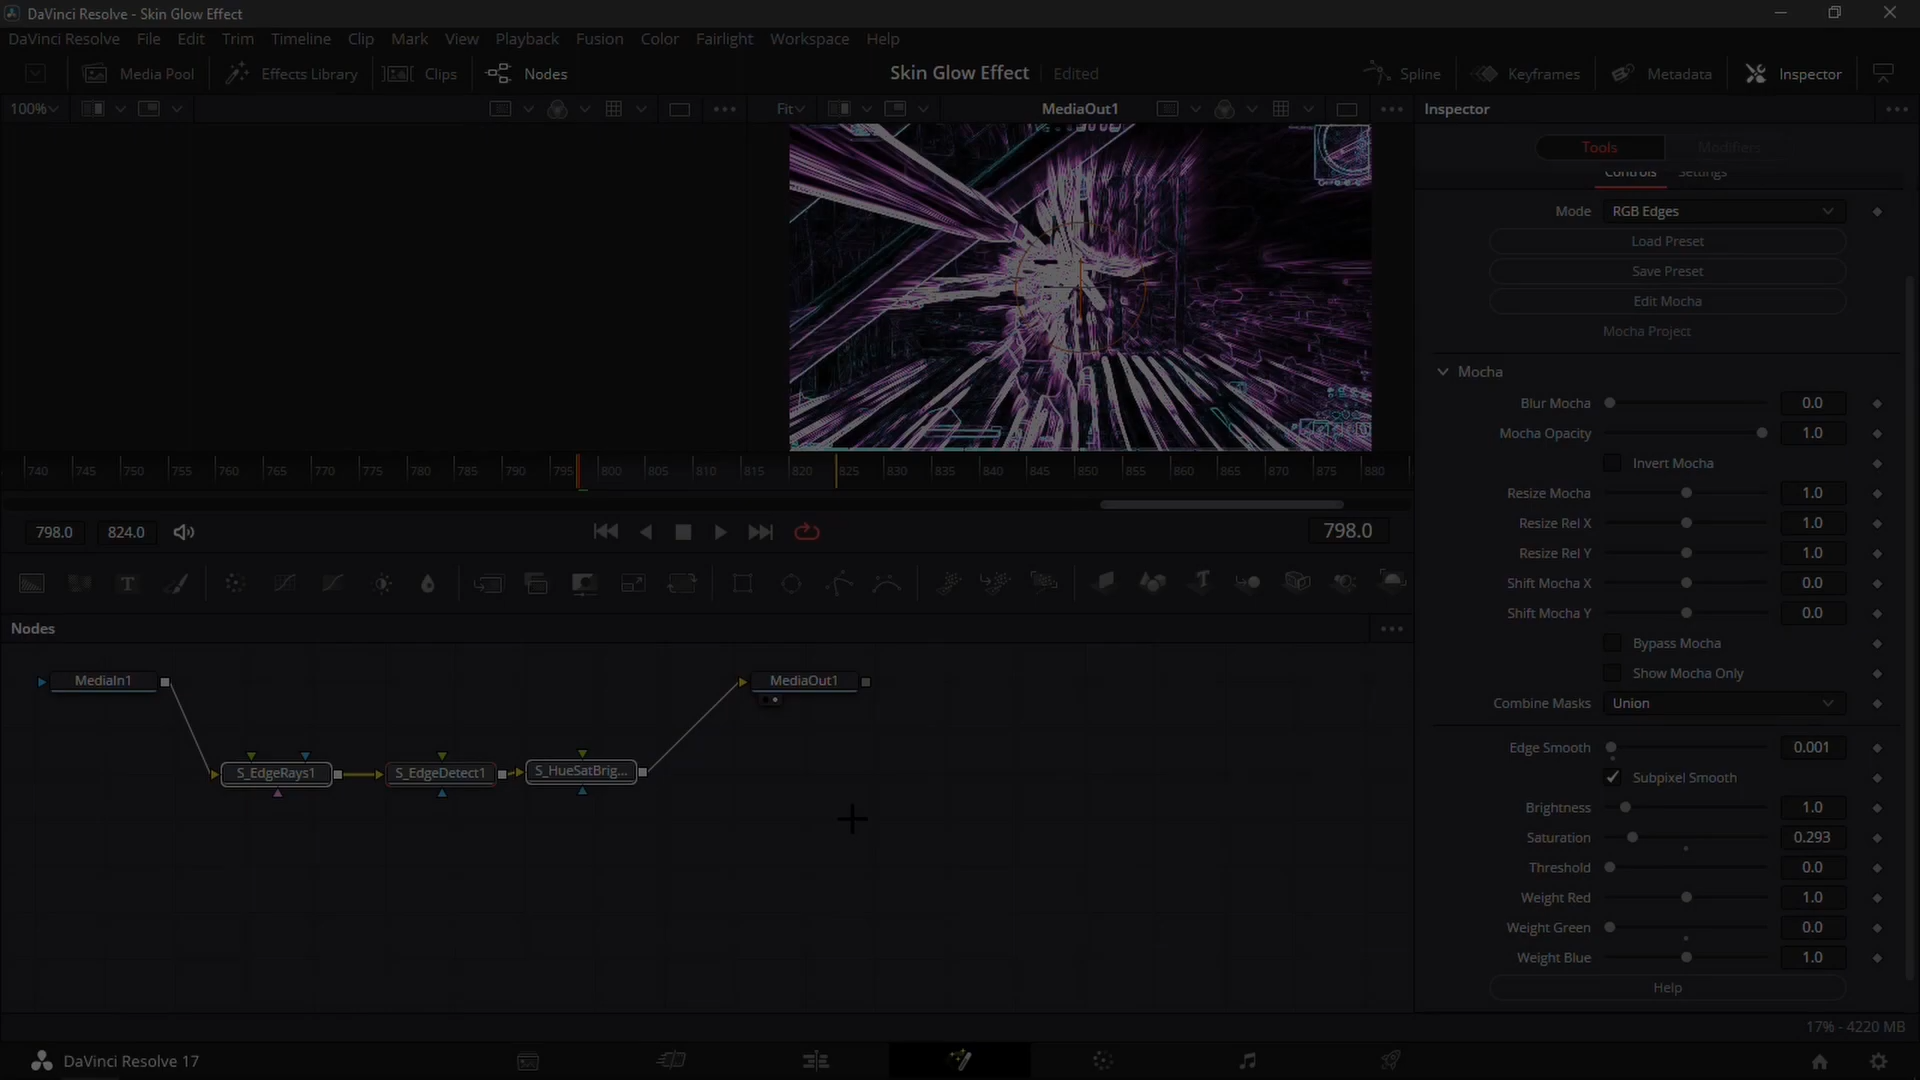 DaVinci Resolve - Skin Glow Effect
DaVinci Resolve File Edit Trim Timeline Clip Mark View Playback Fusion Color Fairlight Workspace Help
Media Pool Effects Library Clips Nodes Skin Glow Effect Edited Spline Keyframes Metadata Inspector
100% Fit MediaOut1 Inspector
Tools Modifiers
Controls Settings
Mode RGB Edges
Load Preset
Save Preset
Edit Mocha
Mocha Project
Mocha
Blur Mocha 0.0
Mocha Opacity 1.0
Invert Mocha
Resize Mocha 1.0
Resize Rel X 1.0
Resize Rel Y 1.0
Shift Mocha X 0.0
Shift Mocha Y 0.0
Bypass Mocha
Show Mocha Only
Combine Masks Union
Edge Smooth 0.001
Subpixel Smooth
Brightness 1.0
Saturation 0.293
Threshold 0.0
Weight Red 1.0
Weight Green 0.0
Weight Blue 1.0
Help
740 745 750 755 760 765 770 775 780 785 790 795 800 805 810 815 820 825 830 835 840 845 850 855 860 865 870 875 880
798.0 824.0 798.0
T T
Nodes
MediaIn1 MediaOut1
S_EdgeRays1 S_EdgeDetect1 S_HueSatBrig...
17% - 4220 MB
DaVinci Resolve 17